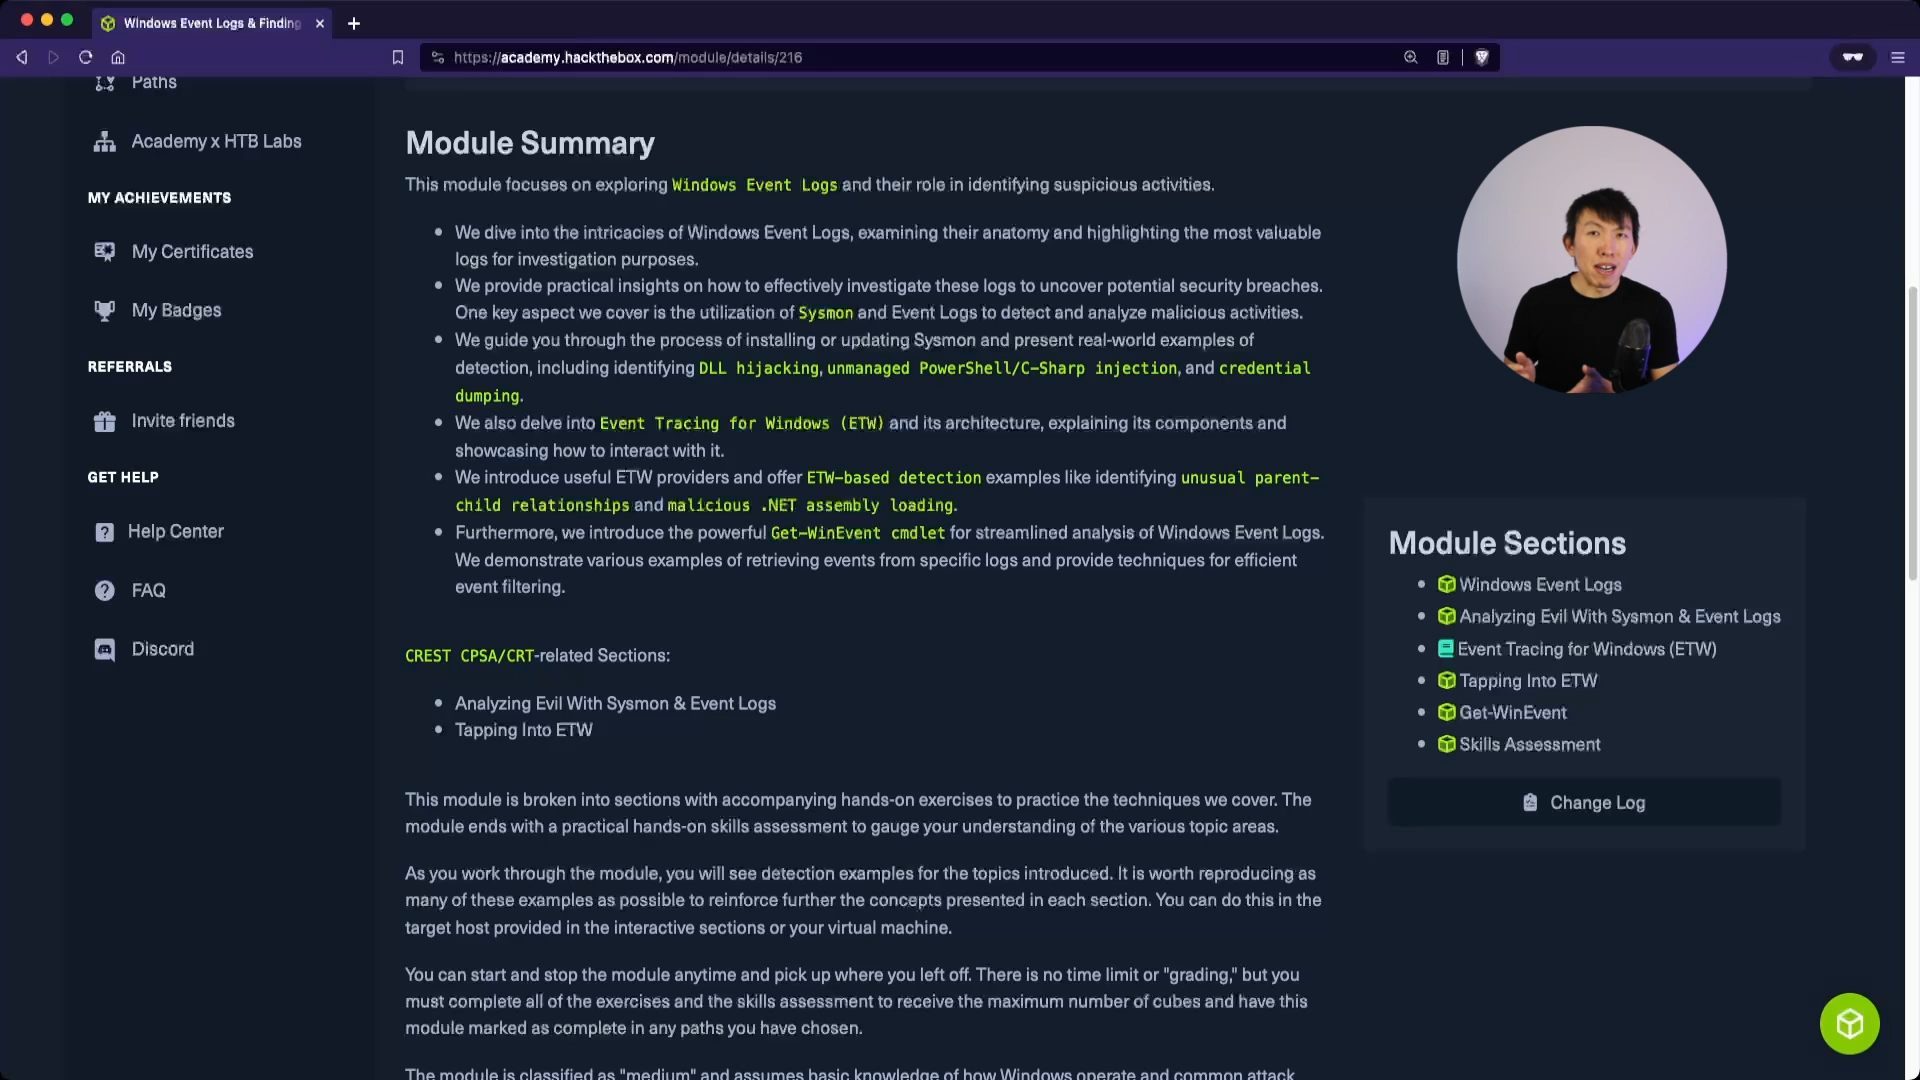 Windows Event Logs & Finding
https://academy.hackthebox.com/module/details/216
Paths
Academy x HTB Labs
MY ACHIEVEMENTS
My Certificates
My Badges
REFERRALS
Invite friends
GET HELP
Help Center
FAQ
Discord
Module Summary
This module focuses on exploring Windows Event Logs and their role in identifying suspicious activities.
We dive into the intricacies of Windows Event Logs, examining their anatomy and highlighting the most valuable
logs for investigation purposes.
We provide practical insights on how to effectively investigate these logs to uncover potential security breaches.
One key aspect we cover is the utilization of Sysmon and Event Logs to detect and analyze malicious activities.
We guide you through the process of installing or updating Sysmon and present real-world examples of
detection, including identifying DLL hijacking, unmanaged PowerShell/C-Sharp injection, and credential
dumping.
We also delve into Event Tracing for Windows (ETW) and its architecture, explaining its components and
showcasing how to interact with it.
We introduce useful ETW providers and offer ETW-based detection examples like identifying unusual parent-
child relationships and malicious .NET assembly loading.
Furthermore, we introduce the powerful Get-WinEvent cmdlet for streamlined analysis of Windows Event Logs.
We demonstrate various examples of retrieving events from specific logs and provide techniques for efficient
event filtering.
CREST CPSA/CRT-related Sections:
Analyzing Evil With Sysmon & Event Logs
Tapping Into ETW
This module is broken into sections with accompanying hands-on exercises to practice the techniques we cover. The
module ends with a practical hands-on skills assessment to gauge your understanding of the various topic areas.
As you work through the module, you will see detection examples for the topics introduced. It is worth reproducing as
many of these examples as possible to reinforce further the concepts presented in each section. You can do this in the
target host provided in the interactive sections or your virtual machine.
You can start and stop the module anytime and pick up where you left off. There is no time limit or "grading," but you
must complete all of the exercises and the skills assessment to receive the maximum number of cubes and have this
module marked as complete in any paths you have chosen.
The module is classified as "medium" and assumes basic knowledge of how Windows operate and common attack
Module Sections
Windows Event Logs
Analyzing Evil With Sysmon & Event Logs
Event Tracing for Windows (ETW)
Tapping Into ETW
Get-WinEvent
Skills Assessment
Change Log